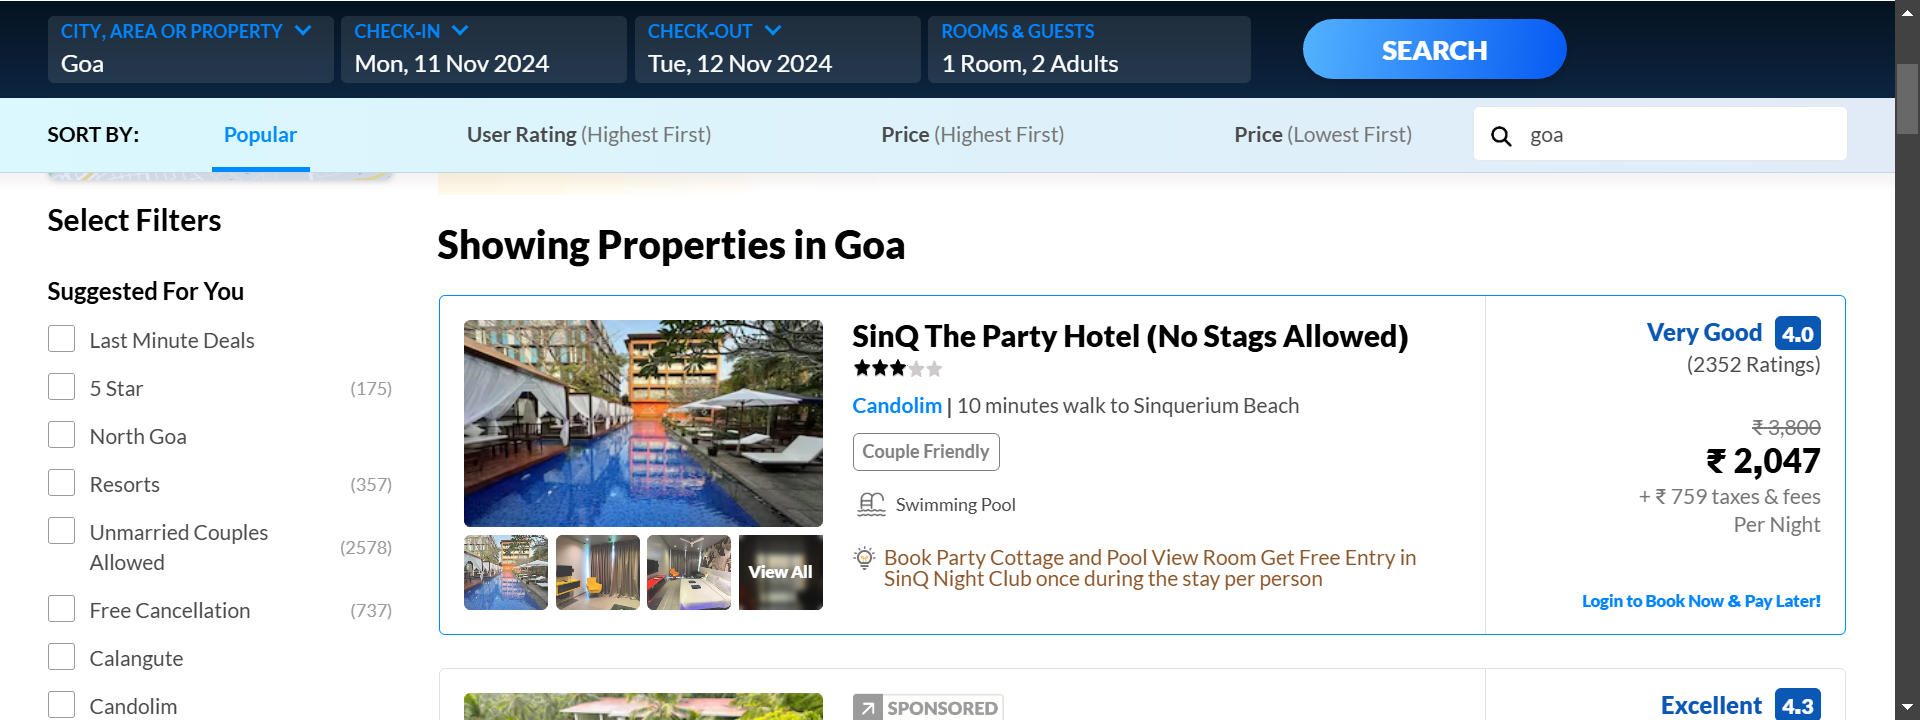 CITY, AREA OR PROPERTY
Goa
CHECK-IN
Mon, 11 Nov 2024
CHECK-OUT
Tue, 12 Nov 2024
ROOMS & GUESTS
1 Room, 2 Adults
SEARCH
SORT BY:
Popular
User Rating (Highest First)
Price (Highest First)
Price (Lowest First)
goa
Select Filters
Suggested For You
Last Minute Deals
5 Star (175)
North Goa
Resorts (357)
Unmarried Couples
Allowed (2578)
Free Cancellation (737)
Calangute
Candolim
Showing Properties in Goa
SinQ The Party Hotel (No Stags Allowed)
Candolim | 10 minutes walk to Sinquerium Beach
Couple Friendly
Swimming Pool
Book Party Cottage and Pool View Room Get Free Entry in
SinQ Night Club once during the stay per person
View All
Very Good 4.0
(2352 Ratings)
₹ 3,800
₹ 2,047
+ ₹ 759 taxes & fees
Per Night
Login to Book Now & Pay Later!
SPONSORED
Excellent 4.3